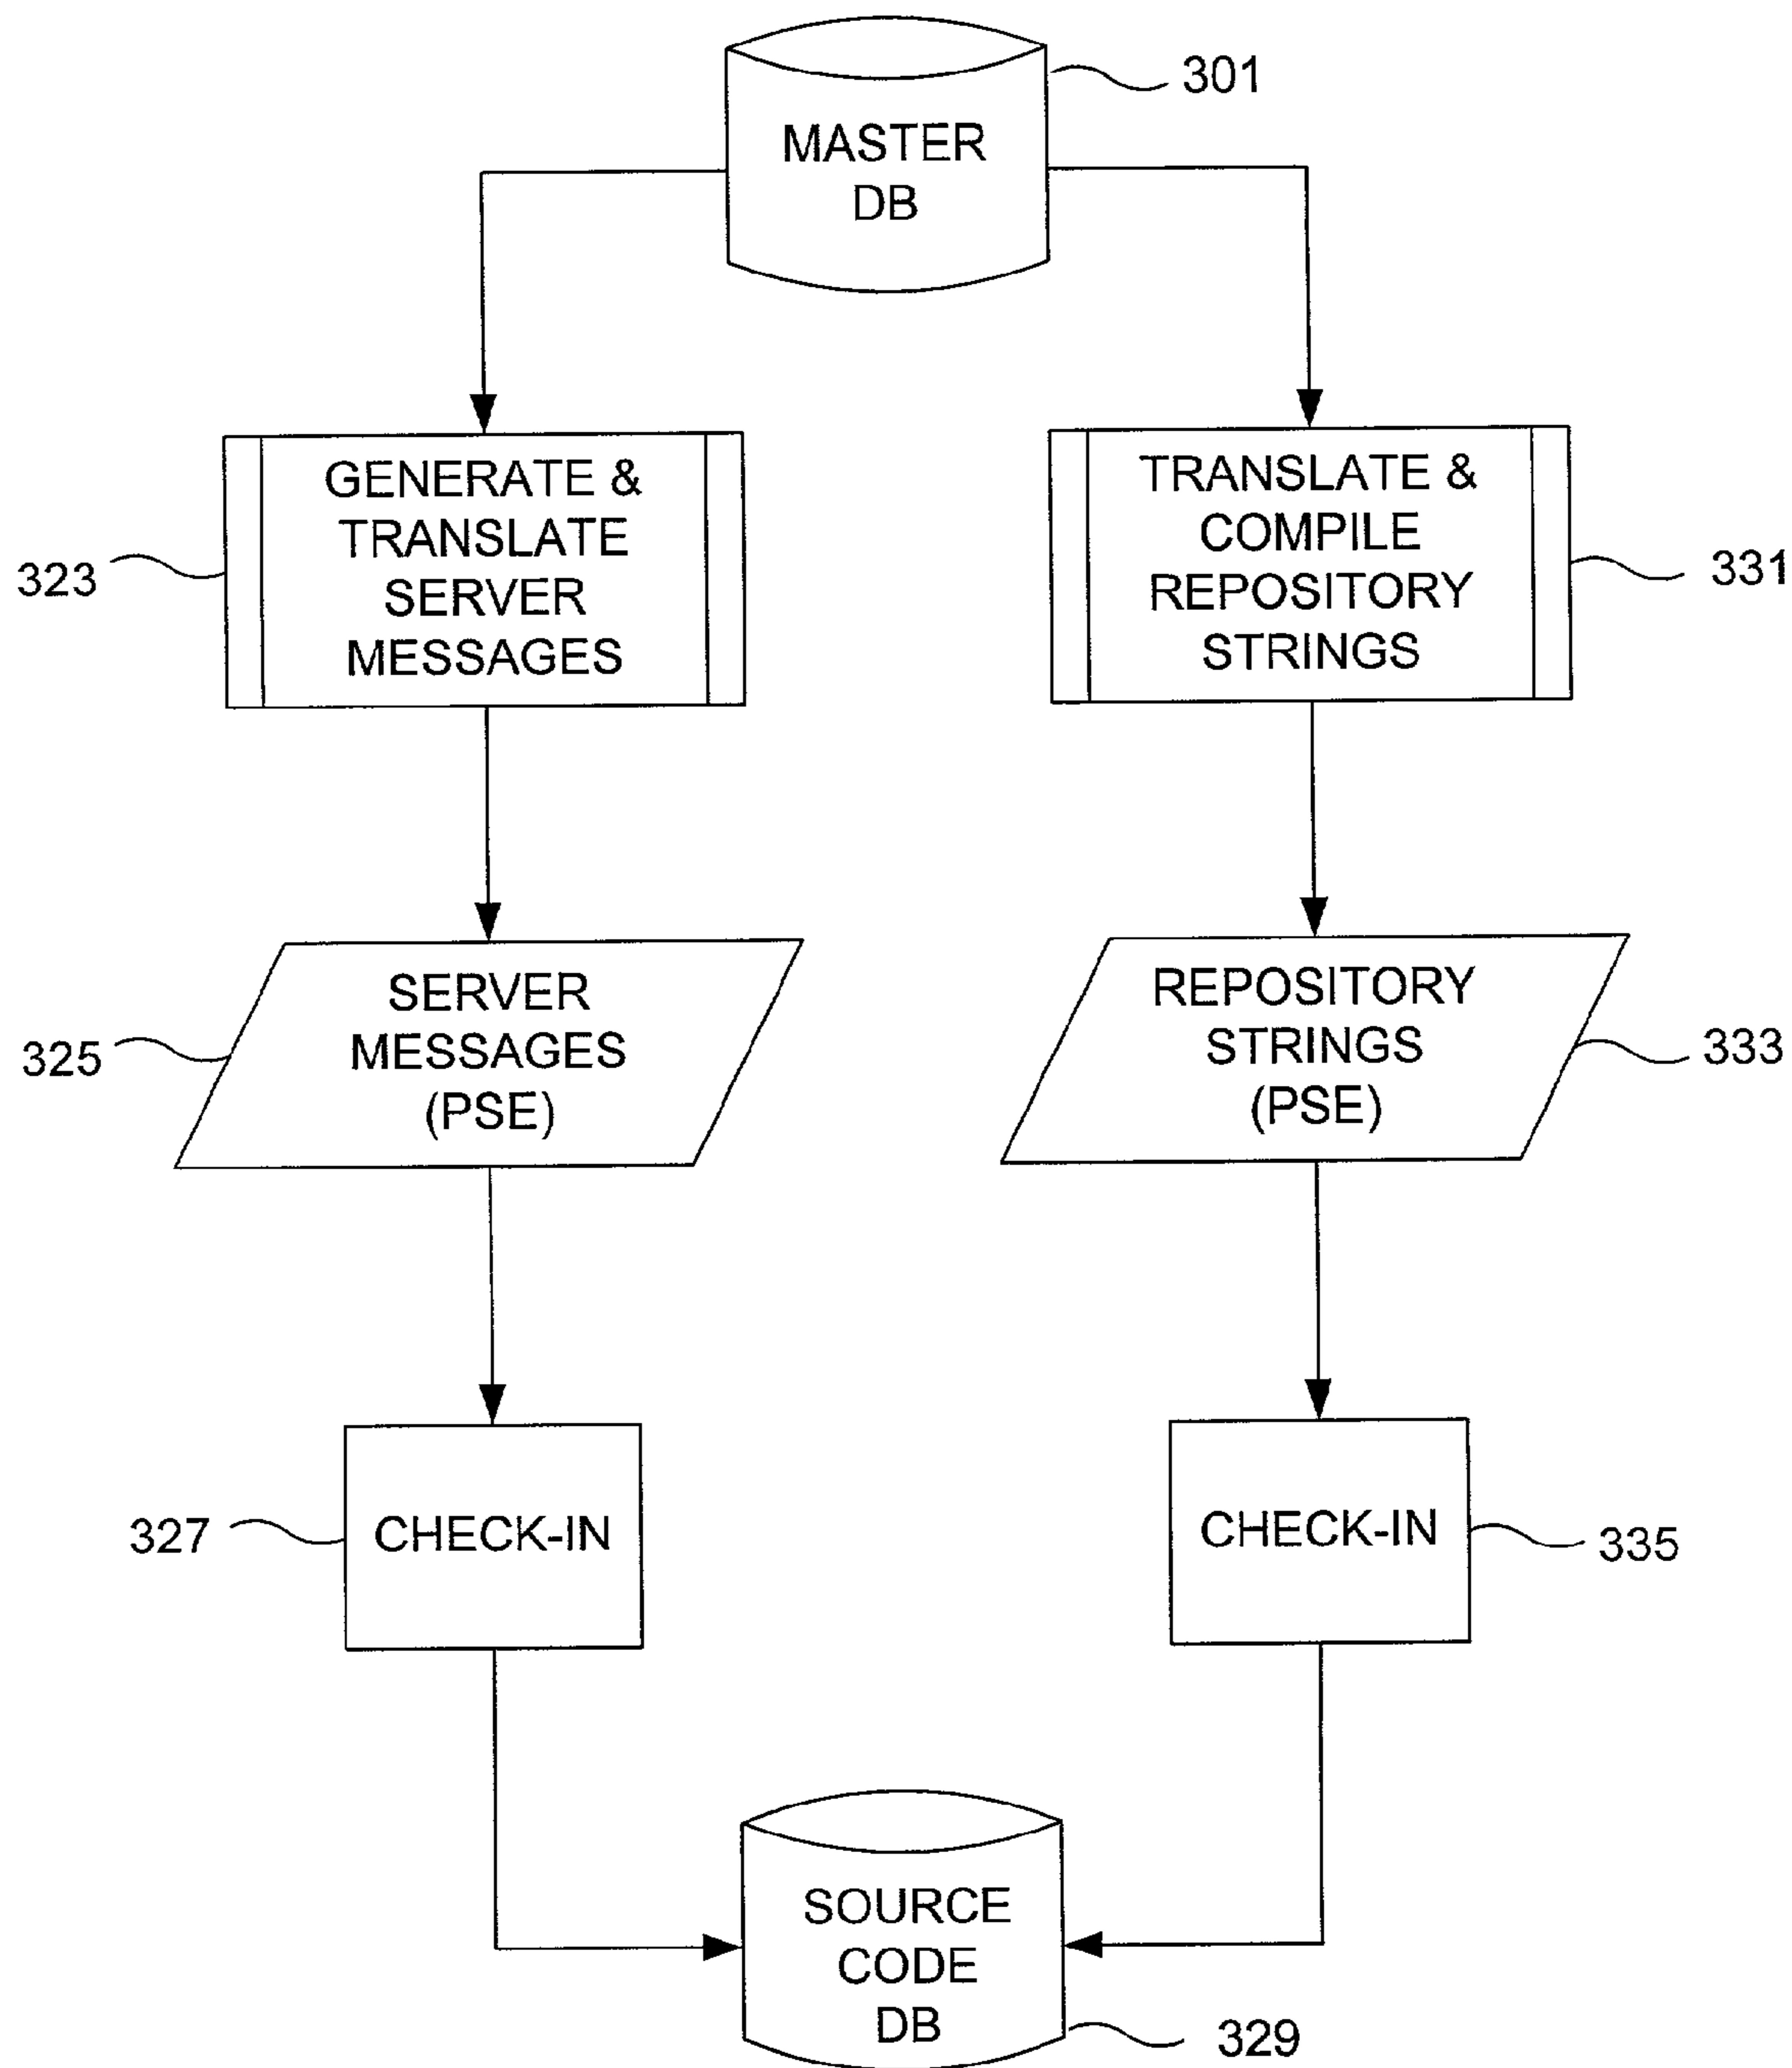 301
MASTER
DB
GENERATE &
TRANSLATE
SERVER
MESSAGES
323
TRANSLATE &
COMPILE
REPOSITORY
STRINGS
331
SERVER
MESSAGES
(PSE)
325
REPOSITORY
STRINGS
(PSE)
333
327
CHECK-IN
CHECK-IN
335
SOURCE
CODE
DB
329